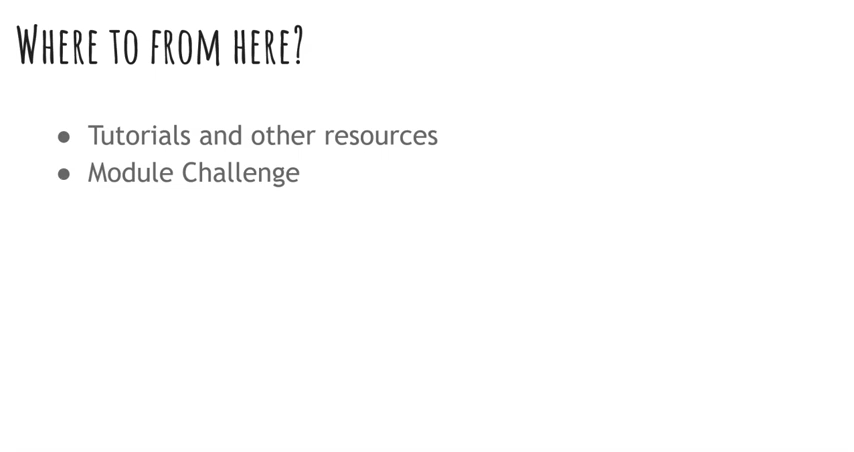 Where to from here?
● Tutorials and other resources
● Module Challenge